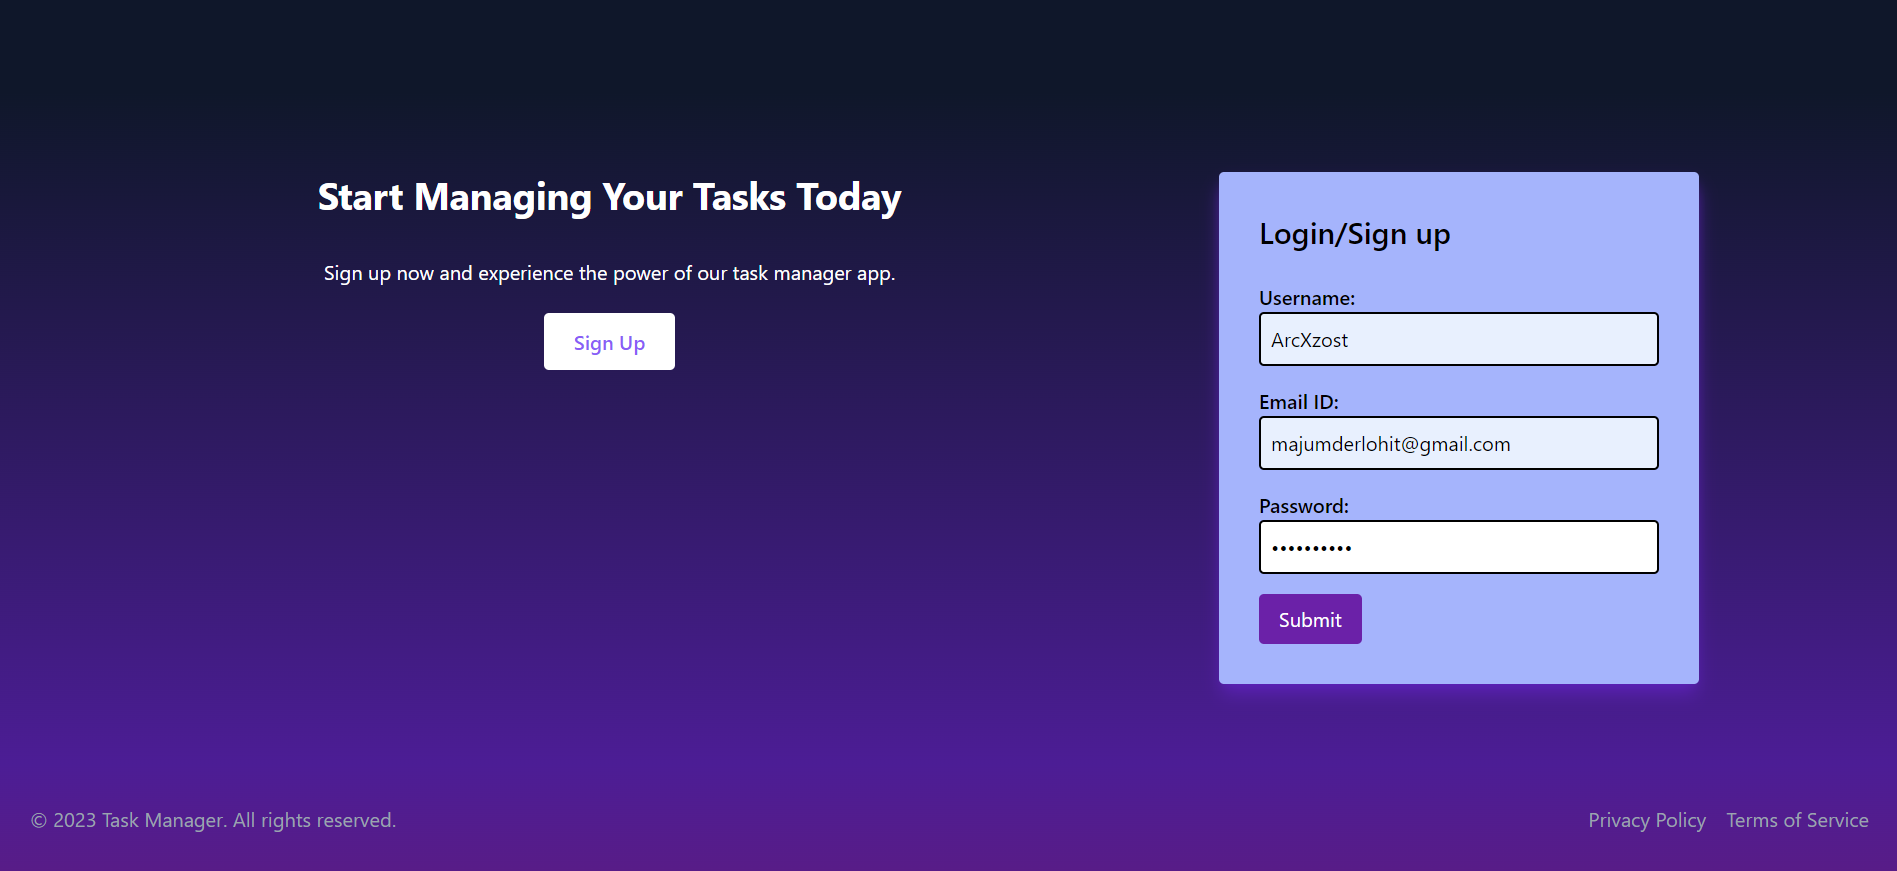 Start Managing Your Tasks Today
Sign up now and experience the power of our task manager app.
Sign Up
Login/Sign up
Username:
ArcXzost
Email ID:
majumderlohit@gmail.com
Password:
••••••••••
Submit
© 2023 Task Manager. All rights reserved.
Privacy Policy Terms of Service